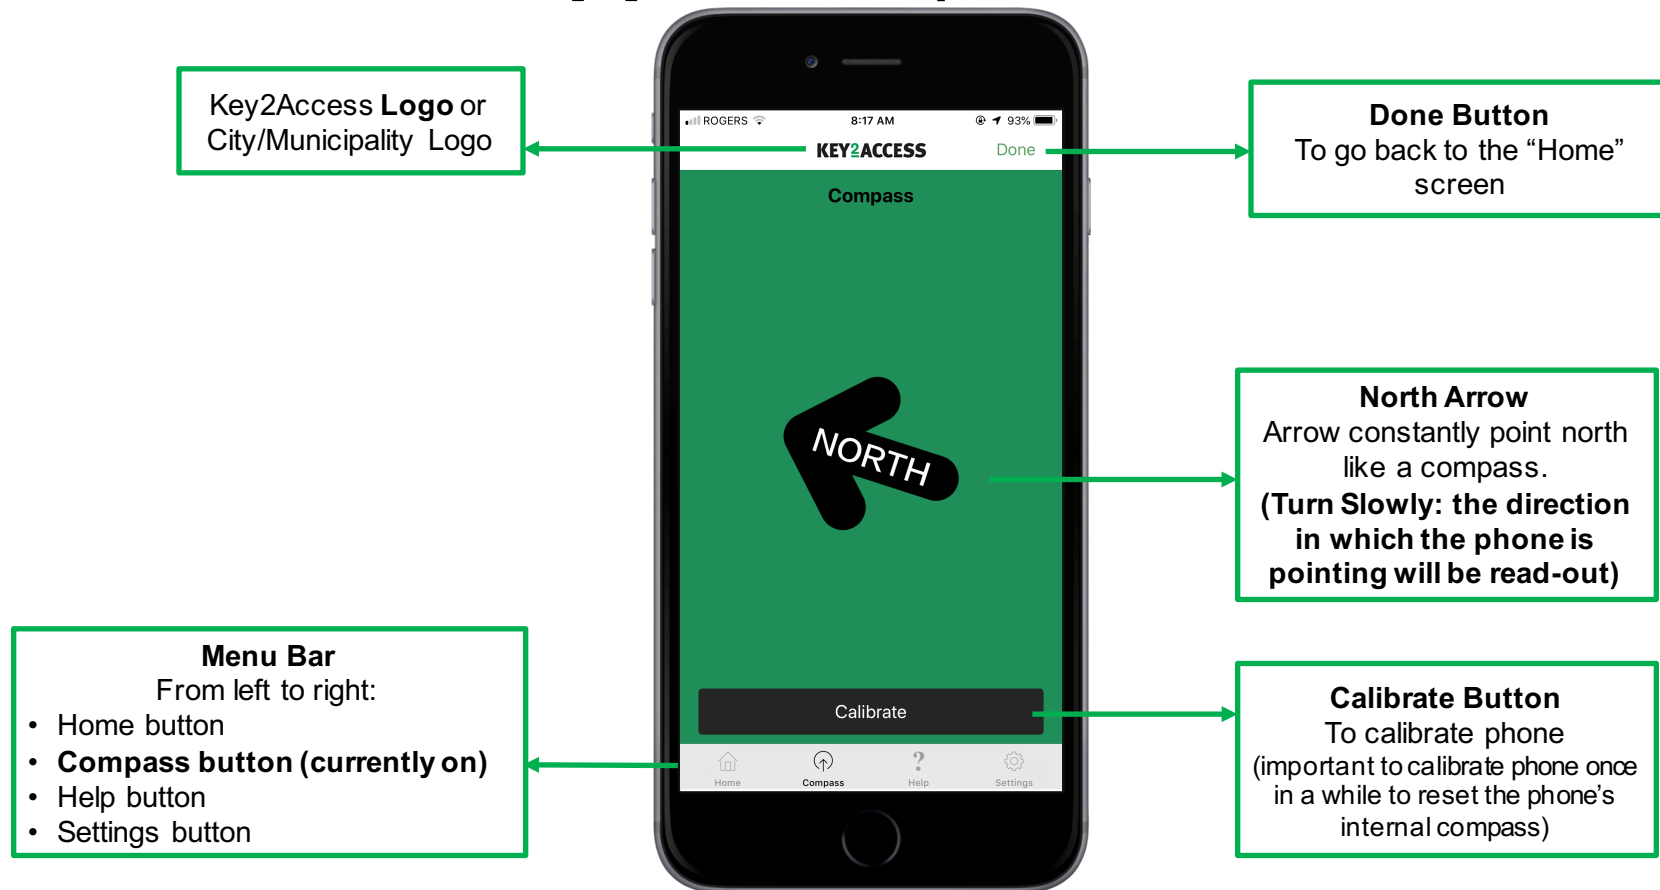 Key2Access Logo or
City/Municipality Logo
ROGERS
8:17 AM
93%
KEY2ACCESS
Done
Compass
NORTH
Calibrate
Home
Compass
Help
Settings
Done Button
To go back to the “Home”
screen
North Arrow
Arrow constantly point north
like a compass.
(Turn Slowly: the direction
in which the phone is
pointing will be read-out)
Menu Bar
From left to right:
• Home button
• Compass button (currently on)
• Help button
• Settings button
Calibrate Button
To calibrate phone
(important to calibrate phone once
in a while to reset the phone’s
internal compass)